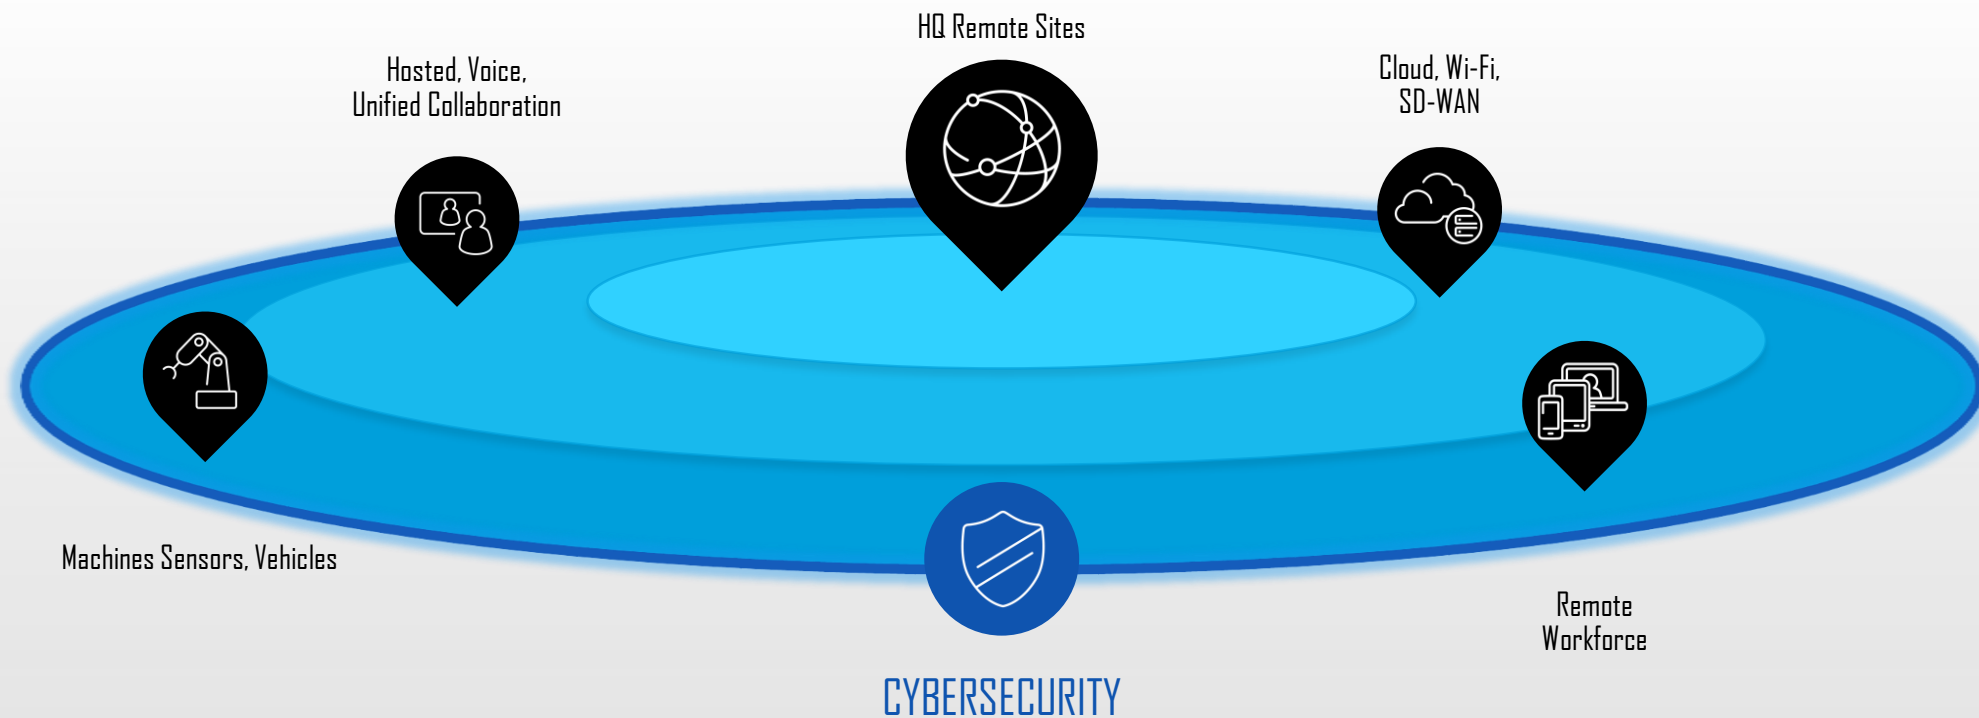 HQ Remote Sites
Hosted, Voice,
Unified Collaboration
Cloud, Wi-Fi,
SD-WAN
Machines Sensors, Vehicles
Remote
Workforce
CYBERSECURITY